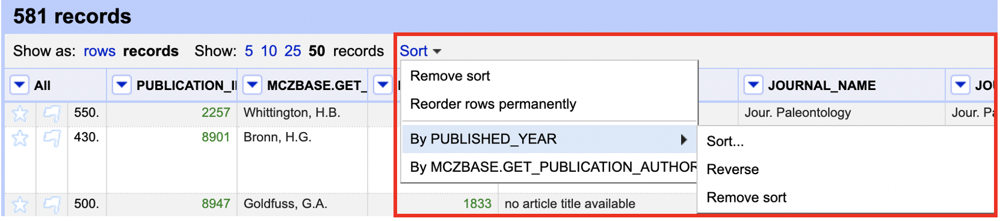 581 records
Show as: rows records Show: 5 10 25 50 records Sort
All PUBLICATION_I MCZBASE.GET_ JOURNAL_NAME JO
Remove sort
Reorder rows permanently
550. 2257 Whittington, H.B. Jour. Paleontology Jour. Pa
430. 8901 Bronn, H.G.
By PUBLISHED_YEAR
Sort...
By MCZBASE.GET_PUBLICATION_AUTHOR
Reverse
Remove sort
500. 8947 Goldfuss, G.A. 1833 no article title available